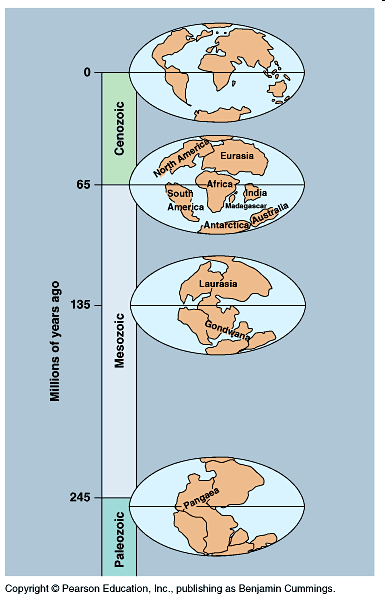 0
Cenozoic
North America
Eurasia
65
Africa
South
America
India
Madagascar
Australia
Antarctica
Millions of years ago
Laurasia
135
Mesozoic
Gondwana
245
Pangaea
Paleozoic
Copyright © Pearson Education, Inc., publishing as Benjamin Cummings.